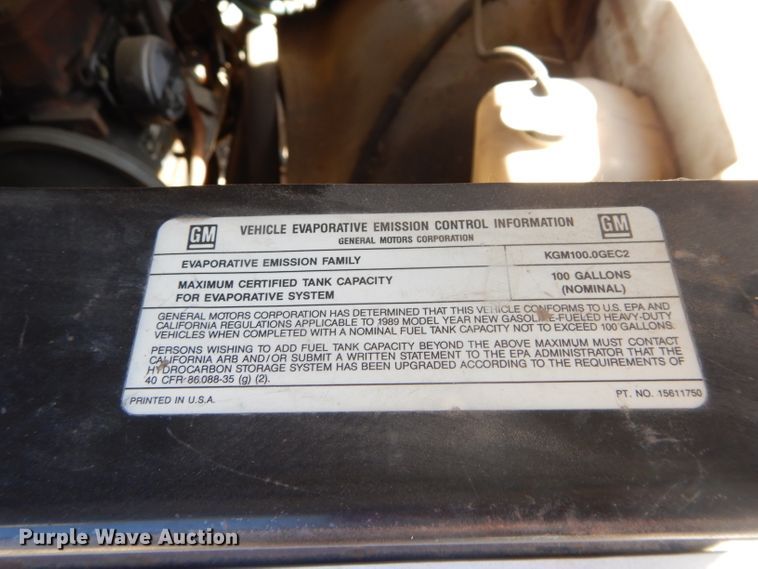 GM VEHICLE EVAPORATIVE EMISSION CONTROL INFORMATION GM
GENERAL MOTORS CORPORATION
EVAPORATIVE EMISSION FAMILY KGM100.0GEC2
MAXIMUM CERTIFIED TANK CAPACITY 100 GALLONS
FOR EVAPORATIVE SYSTEM (NOMINAL)
GENERAL MOTORS CORPORATION HAS DETERMINED THAT THIS VEHICLE CONFORMS TO U.S. EPA AND
CALIFORNIA REGULATIONS APPLICABLE TO 1989 MODEL YEAR NEW GASOLINE-FUELED HEAVY-DUTY
VEHICLES WHEN COMPLETED WITH A NOMINAL FUEL TANK CAPACITY NOT TO EXCEED 100 GALLONS.
PERSONS WISHING TO ADD FUEL TANK CAPACITY BEYOND THE ABOVE MAXIMUM MUST CONTACT
CALIFORNIA ARB AND/OR SUBMIT A WRITTEN STATEMENT TO THE EPA ADMINISTRATOR THAT THE
HYDROCARBON STORAGE SYSTEM HAS BEEN UPGRADED ACCORDING TO THE REQUIREMENTS OF
40 CFR 86.088-35 (g) (2).
PRINTED IN U.S.A. PT. NO. 15611750
Purple Wave Auction